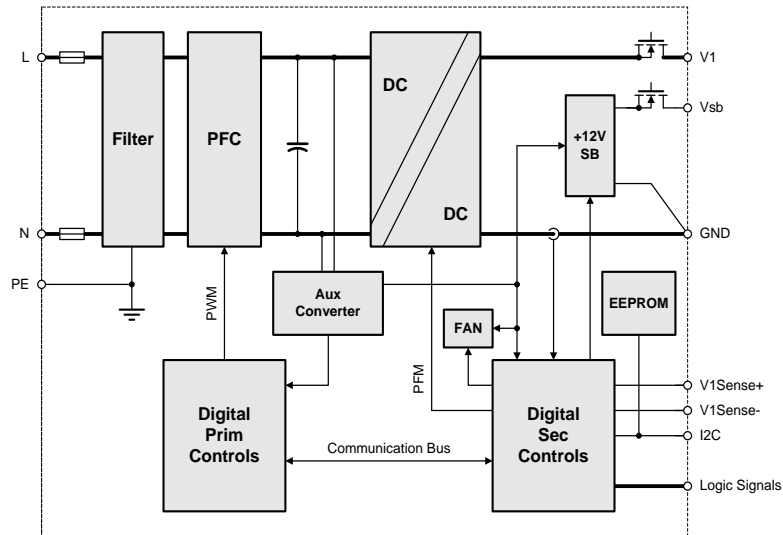 L
V1
DC
Vsb
Filter
PFC
+12V
SB
DC
N
GND
PE
Aux
Converter
EEPROM
PWM
FAN
PFM
V1Sense+
V1Sense-
I2C
Digital
Prim
Controls
Communication Bus
Digital
Sec
Controls
Logic Signals